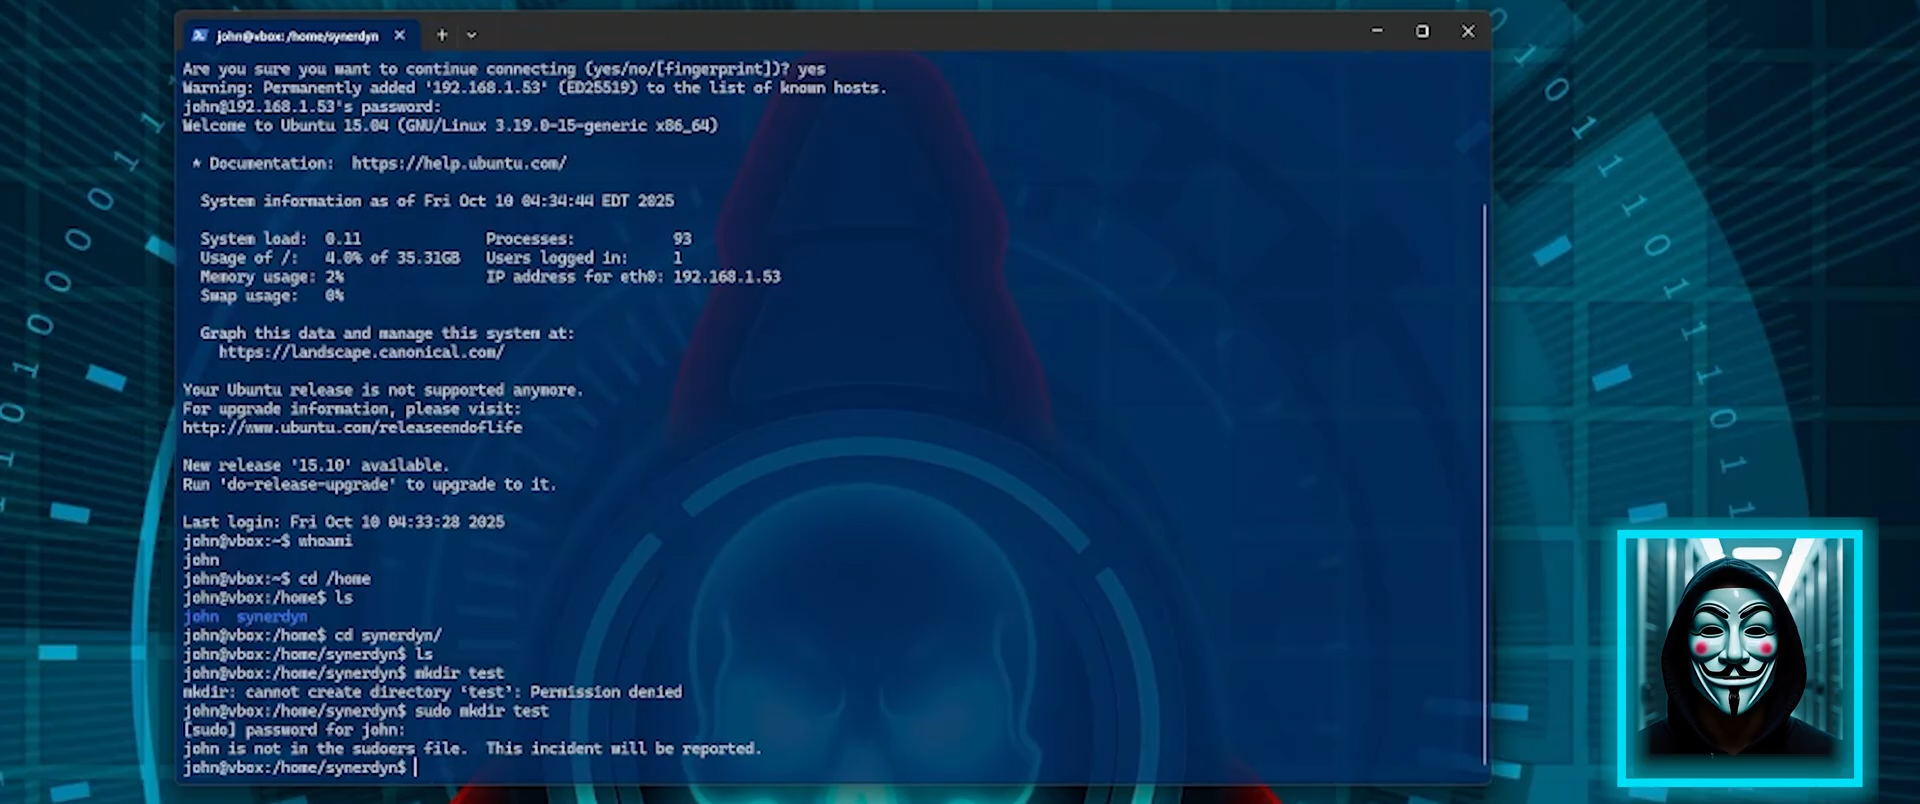 john@vbox: /home/synerdyn
Are you sure you want to continue connecting (yes/no/[fingerprint])? yes
Warning: Permanently added '192.168.1.53' (ED25519) to the list of known hosts.
john@192.168.1.53's password:
Welcome to Ubuntu 15.04 (GNU/Linux 3.19.0-15-generic x86_64)
* Documentation:  https://help.ubuntu.com/
System information as of Fri Oct 10 04:34:44 EDT 2025
System load:  0.11    Processes:    93
Usage of /:   4.0% of 35.31GB   Users logged in:    1
Memory usage: 2%    IP address for eth0: 192.168.1.53
Swap usage:   0%
Graph this data and manage this system at:
https://landscape.canonical.com/
Your Ubuntu release is not supported anymore.
For upgrade information, please visit:
http://www.ubuntu.com/releaseendoflife
New release '15.10' available.
Run 'do-release-upgrade' to upgrade to it.
Last login: Fri Oct 10 04:33:28 2025
john@vbox:~$ whoami
john
john@vbox:~$ cd /home
john@vbox:/home$ ls
john  synerdyn
john@vbox:/home$ cd synerdyn/
john@vbox:/home/synerdyn$ ls
john@vbox:/home/synerdyn$ mkdir test
mkdir: cannot create directory ‘test’: Permission denied
john@vbox:/home/synerdyn$ sudo mkdir test
[sudo] password for john:
john is not in the sudoers file.  This incident will be reported.
john@vbox:/home/synerdyn$